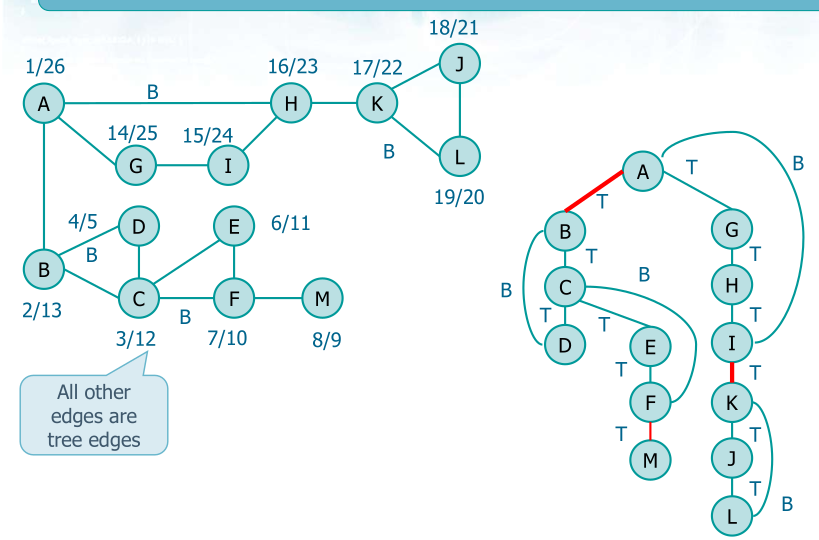 18/21
J
1/26
16/23
17/22
B
A
H
K
14/25
15/24
G
I
B
L
19/20
4/5
D
E
6/11
B
B
C
F
M
2/13
B
3/12
7/10
8/9
All other
edges are
tree edges
A
T
B
T
B
G
T
T
B
C
H
B
T
T
T
D
E
I
T
T
F
K
T
T
M
J
T
B
L